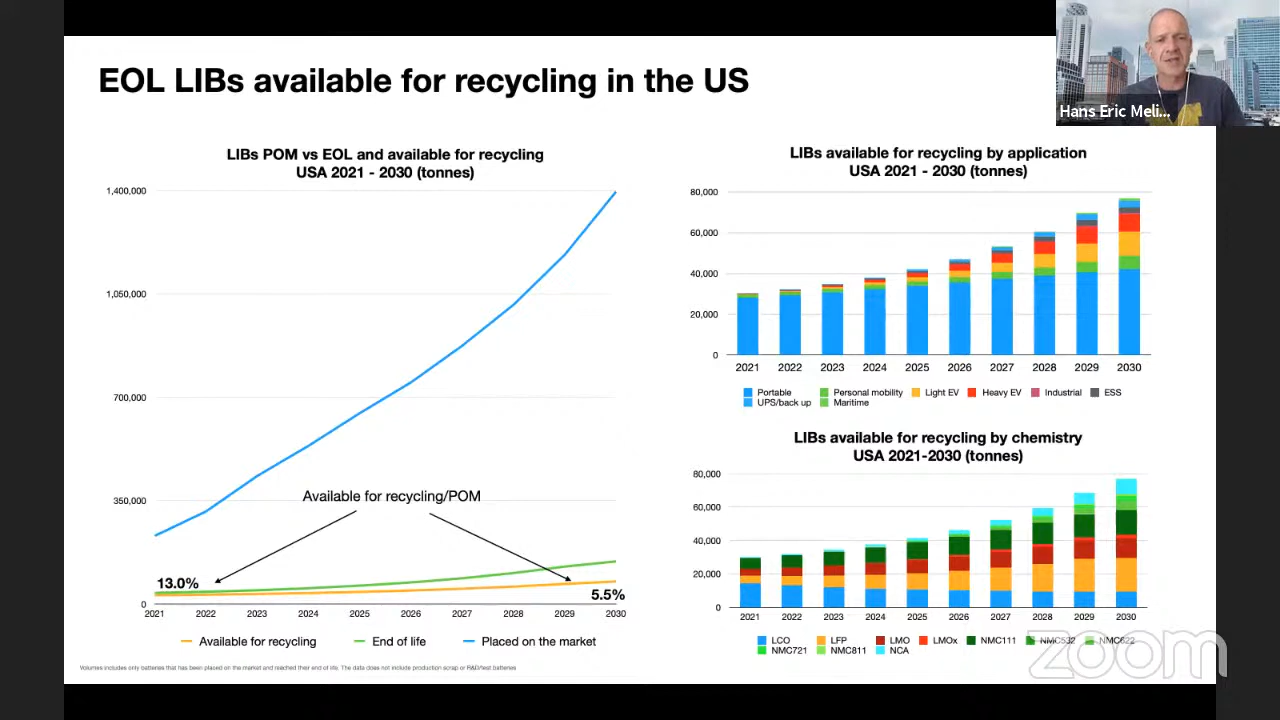 EOL LIBs available for recycling in the US
Hans Eric Meli...
LIBs POM vs EOL and available for recycling
USA 2021 - 2030 (tonnes)
1,400,000
1,050,000
700,000
350,000
0
Available for recycling/POM
13.0%
5.5%
2021 2022 2023 2024 2025 2026 2027 2028 2029 2030
Available for recycling End of life Placed on the market
Volumes includes only batteries that has been placed on the market and reached their end of life. The data does not include production scrap or R&D/test batteries
LIBs available for recycling by application
USA 2021 - 2030 (tonnes)
80,000
60,000
40,000
20,000
0
2021 2022 2023 2024 2025 2026 2027 2028 2029 2030
Portable Personal mobility Light EV Heavy EV Industrial ESS
UPS/back up Maritime
LIBs available for recycling by chemistry
USA 2021-2030 (tonnes)
80,000
60,000
40,000
20,000
0
2021 2022 2023 2024 2025 2026 2027 2028 2029 2030
LCO LFP LMO LMOx NMC111 NMC532 NMC622
NMC721 NMC811 NCA
zoom